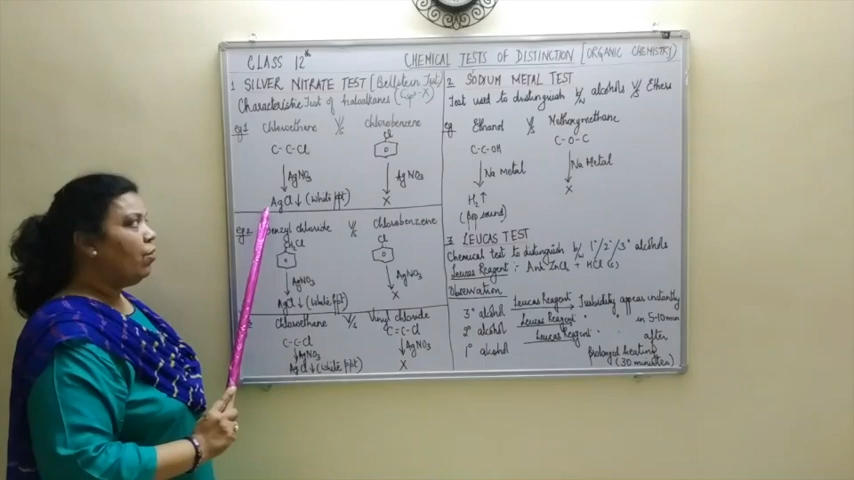 CLASS 12th
CHEMICAL TESTS OF DISTINCTION [ORGANIC CHEMISTRY]
1 SILVER NITRATE TEST [Beilstein Test]
Characteristic Test of haloalkanes (Csp3-X)
eg1 Chloroethane V/s Chlorobenzene
C-C-Cl
Cl
AgNO3
AgNO3
AgCl ↓ (White ppt)
X
eg2 Benzyl chloride V/s Chlorobenzene
CH2Cl
Cl
AgNO3
AgNO3
AgCl ↓ (White ppt)
X
Chloroethane V/s Vinyl chloride
C-C-Cl
C=C-Cl
AgNO3
AgNO3
AgCl ↓ (White ppt)
X
2 SODIUM METAL TEST
Test used to distinguish b/w alcohols V/s Ethers
eg Ethanol V/s Methoxymethane
C-C-OH
C-O-C
Na Metal
Na Metal
H2 ↑
X
(Pop sound)
3 LUCAS TEST
Chemical test to distinguish b/w 1°/2°/3° alcohols
Lucas Reagent :- Anh ZnCl2 + HCl
Observation
3° alcohol Lucas Reagent Turbidity appear instantly
2° alcohol Lucas Reagent " in 5-10 min
1° alcohol Lucas Reagent " after
prolonged heating
(30 minutes)